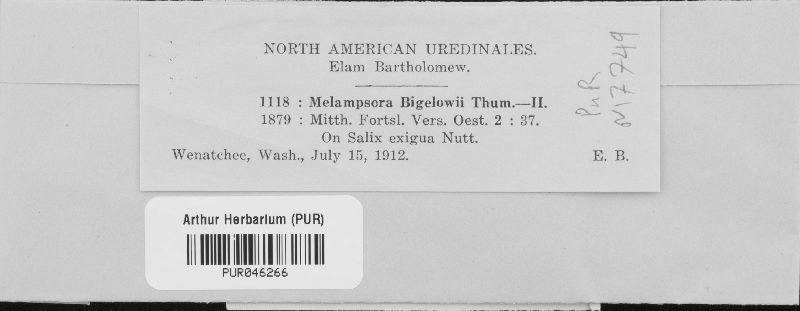 NORTH AMERICAN UREDINALES.
Elam Bartholomew.
1118 : Melampsora Bigelowii Thum.—II.
1879 : Mitth. Fortsl. Vers. Oest. 2 : 37.
On Salix exigua Nutt.
Wenatchee, Wash., July 15, 1912. E. B.
PUR
N17749
Arthur Herbarium (PUR)
PUR046266